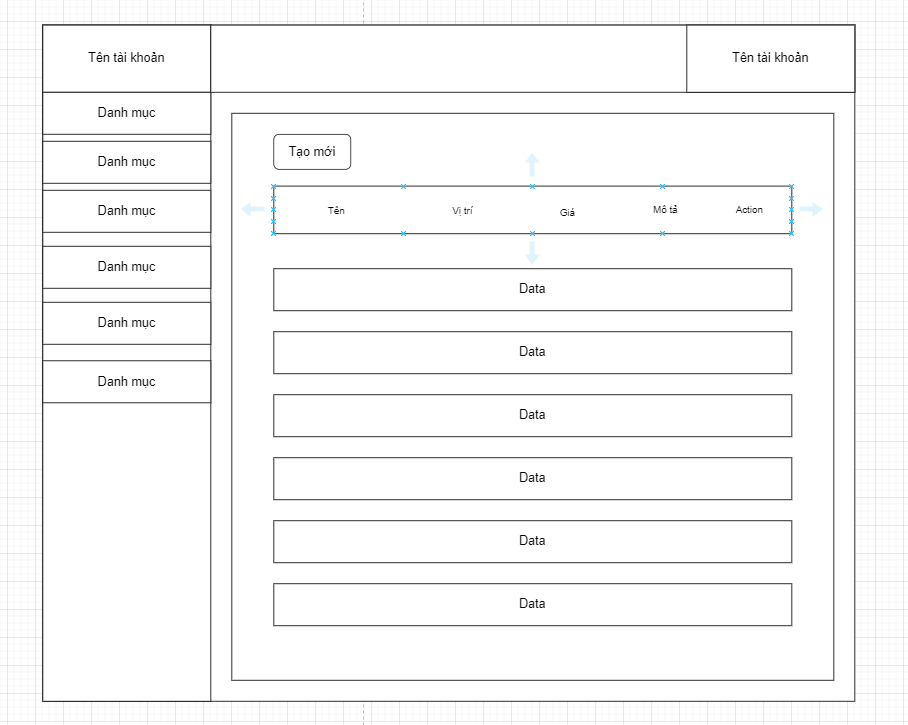 Tên tài khoản
Tên tài khoản
Danh mục
Danh mục
Danh mục
Danh mục
Danh mục
Danh mục
Tạo mới
Tên Vị trí Giá Mô tả Action
Data
Data
Data
Data
Data
Data